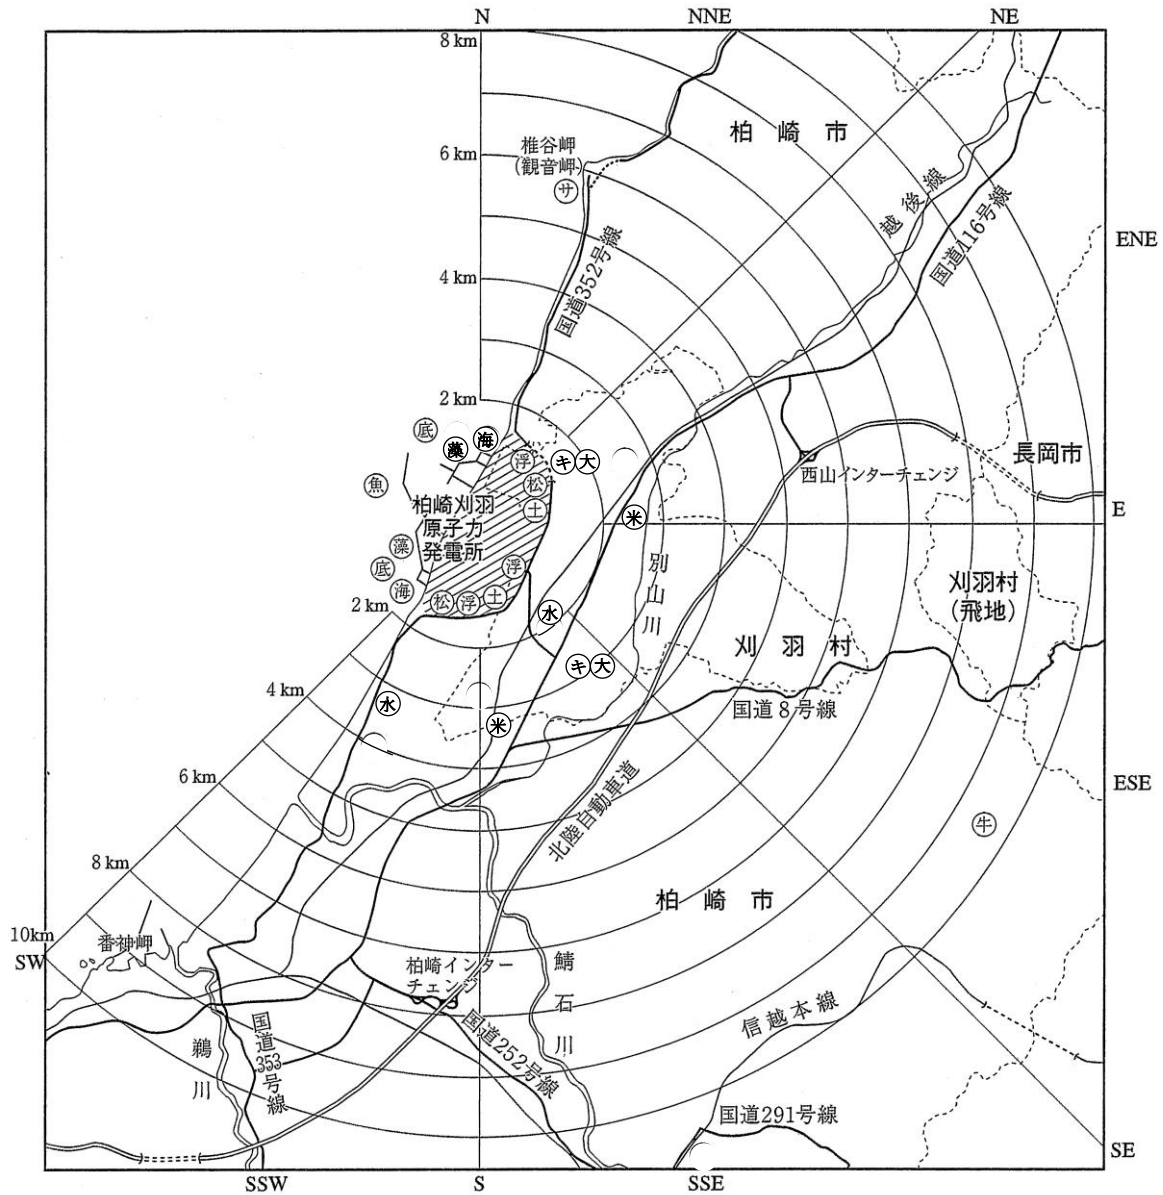 N
NNE
NE
8 km
柏崎市
椎谷岬
(観音岬)
6 km
サ
越後線
国道116号線
ENE
国道352号線
4 km
2 km
底
藻
海
浮
キ
大
長岡市
西山インターチェンジ
魚
松
柏崎刈羽
原子力
発電所
土
米
E
藻
底
海
浮
別山川
刈羽村
(飛地)
2 km
松
浮
土
水
刈羽村
キ
大
4 km
水
国道8号線
米
6 km
ESE
北陸自動車道
牛
8 km
柏崎市
10km
SW
番神岬
柏崎インター
チェンジ
鯖石川
信越本線
国道353号線
鵜川
国道252号線
国道291号線
SE
SSW
S
SSE